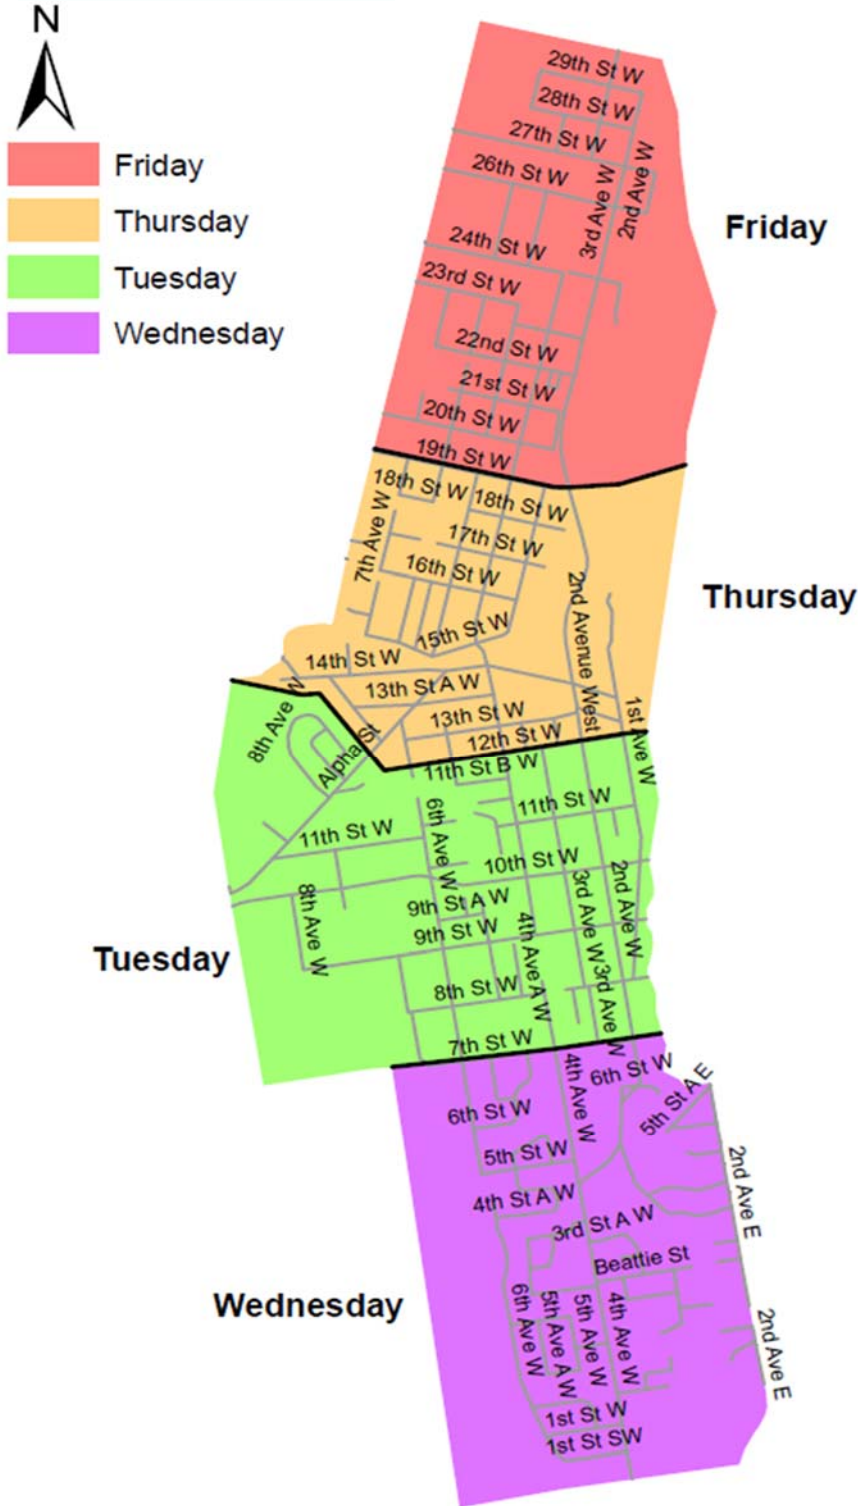 N
Friday
Thursday
Tuesday
Wednesday
29th St W
28th St W
27th St W
26th St W
3rd Ave W
2nd Ave W
24th St W
23rd St W
22nd St W
21st St W
20th St W
19th St W
Friday
18th St W
18th St W
7th Ave W
17th St W
16th St W
15th St W
2nd Avenue West
14th St W
13th St A W
13th St W
12th St W
1st Ave W
Thursday
8th Ave W
Alpha St
11th St B W
11th St W
11th St W
6th Ave W
10th St W
8th Ave W
9th St A W
9th St W
4th Ave A W
3rd Ave W
2nd Ave W
8th St W
3rd Ave W
7th St W
Tuesday
4th Ave W
6th St W
5th St A E
6th St W
5th St W
2nd Ave E
4th St A W
3rd St A W
Beattie St
6th Ave W
5th Ave A W
5th Ave W
4th Ave W
2nd Ave E
1st St W
1st St SW
Wednesday